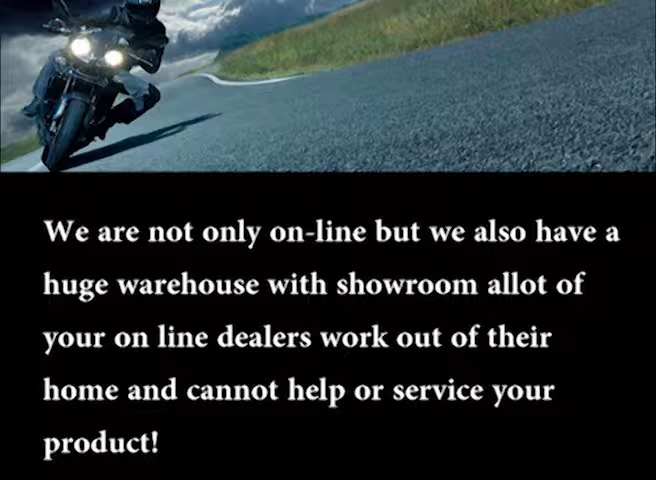 We are not only on-line but we also have a
huge warehouse with showroom allot of
your on line dealers work out of their
home and cannot help or service your
product!